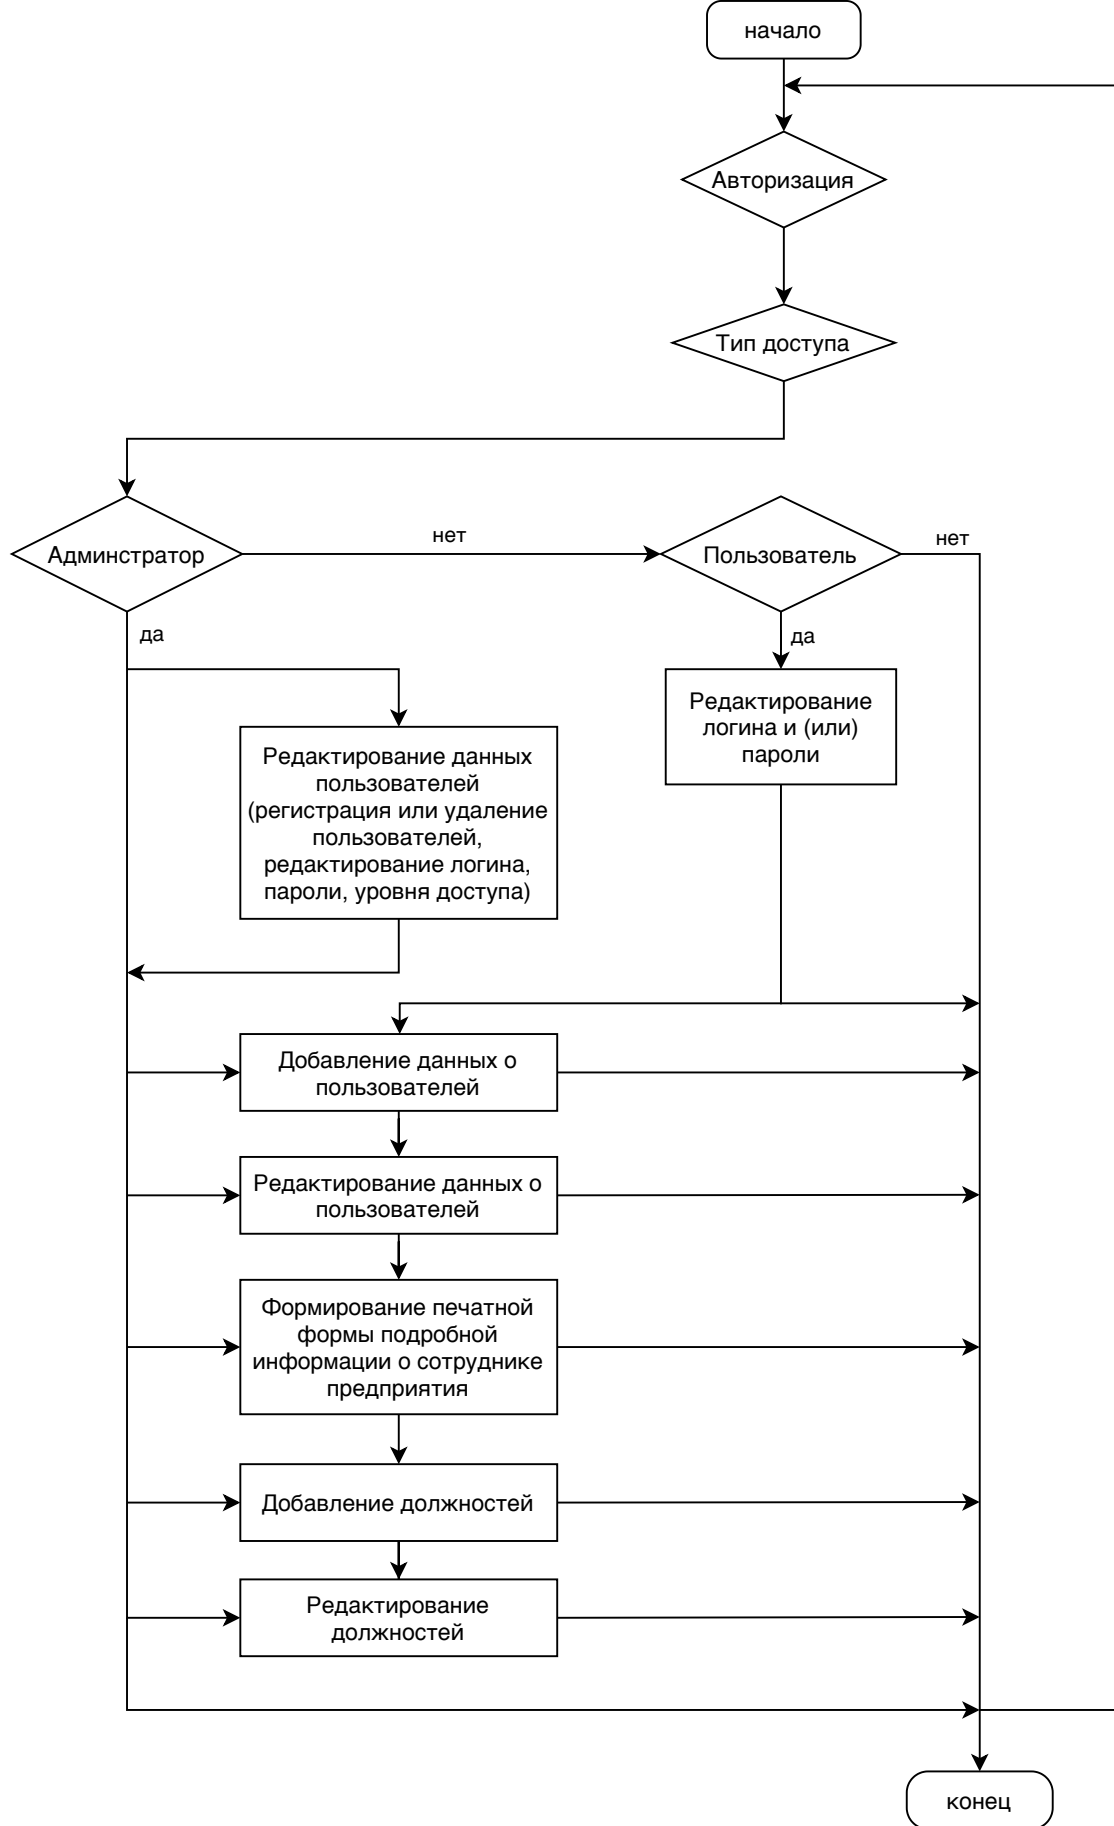 начало
Авторизация
Тип доступа
Админстратор
нет
Пользователь
нет
да
да
Редактирование
логина и (или)
пароли
Редактирование данных
пользователей
(регистрация или удаление
пользователей,
редактирование логина,
пароли, уровня доступа)
Добавление данных о
пользователей
Редактирование данных о
пользователей
Формирование печатной
формы подробной
информации о сотруднике
предприятия
Добавление должностей
Редактирование
должностей
конец